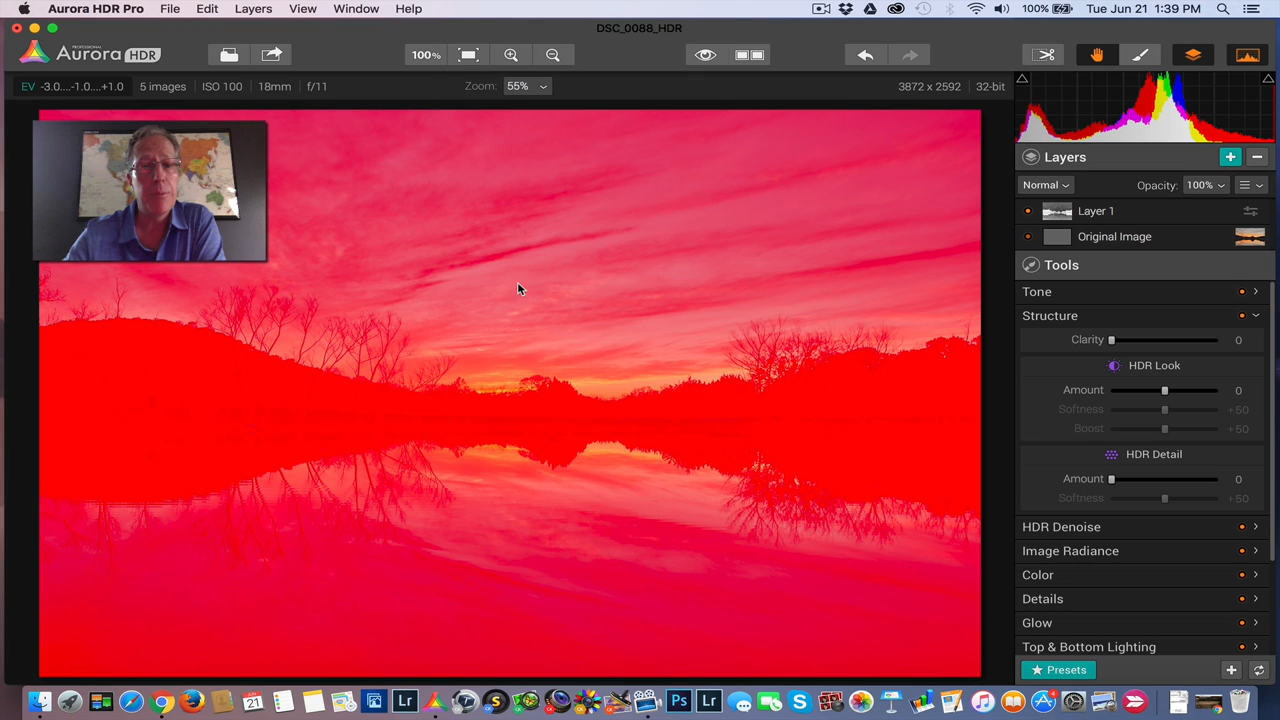 Aurora HDR Pro File Edit Layers View Window Help 100% Tue Jun 21 1:39 PM
DSC_0088_HDR
PROFESSIONAL
Aurora HDR 100%
EV -3.0....-1.0....+1.0 5 images ISO 100 18mm f/11 Zoom: 55% 3872 x 2592 32-bit
Layers
Normal Opacity: 100%
Layer 1
Original Image
Tools
Tone
Structure
Clarity 0
HDR Look
Amount 0
Softness +50
Boost +50
HDR Detail
Amount 0
Softness +50
HDR Denoise
Image Radiance
Color
Details
Glow
Top & Bottom Lighting
Presets
Lr Ps Lr